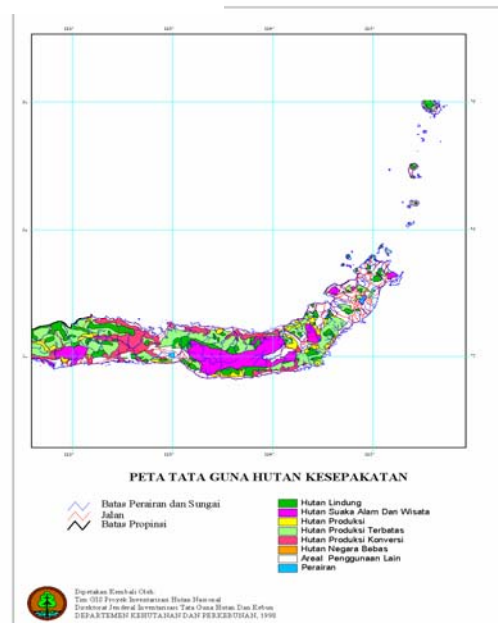 PETA TATA GUNA HUTAN KESEPAKATAN
Batas Perairan dan Sungai
Jalan
Batas Propinsi
Hutan Lindung
Hutan Suaka Alam Dan Wisata
Hutan Produksi
Hutan Produksi Terbatas
Hutan Produksi Konversi
Hutan Negara Bebas
Areal Penggunaan Lain
Perairan
Dipetakan Kembali Oleh:
Tim GIS Proyek Inventarisasi Hutan Nasional
Direktorat Jenderal Inventarisasi Tata Guna Hutan Dan Kebun
DEPARTEMEN KEHUTANAN DAN PERKEBUNAN, 1998